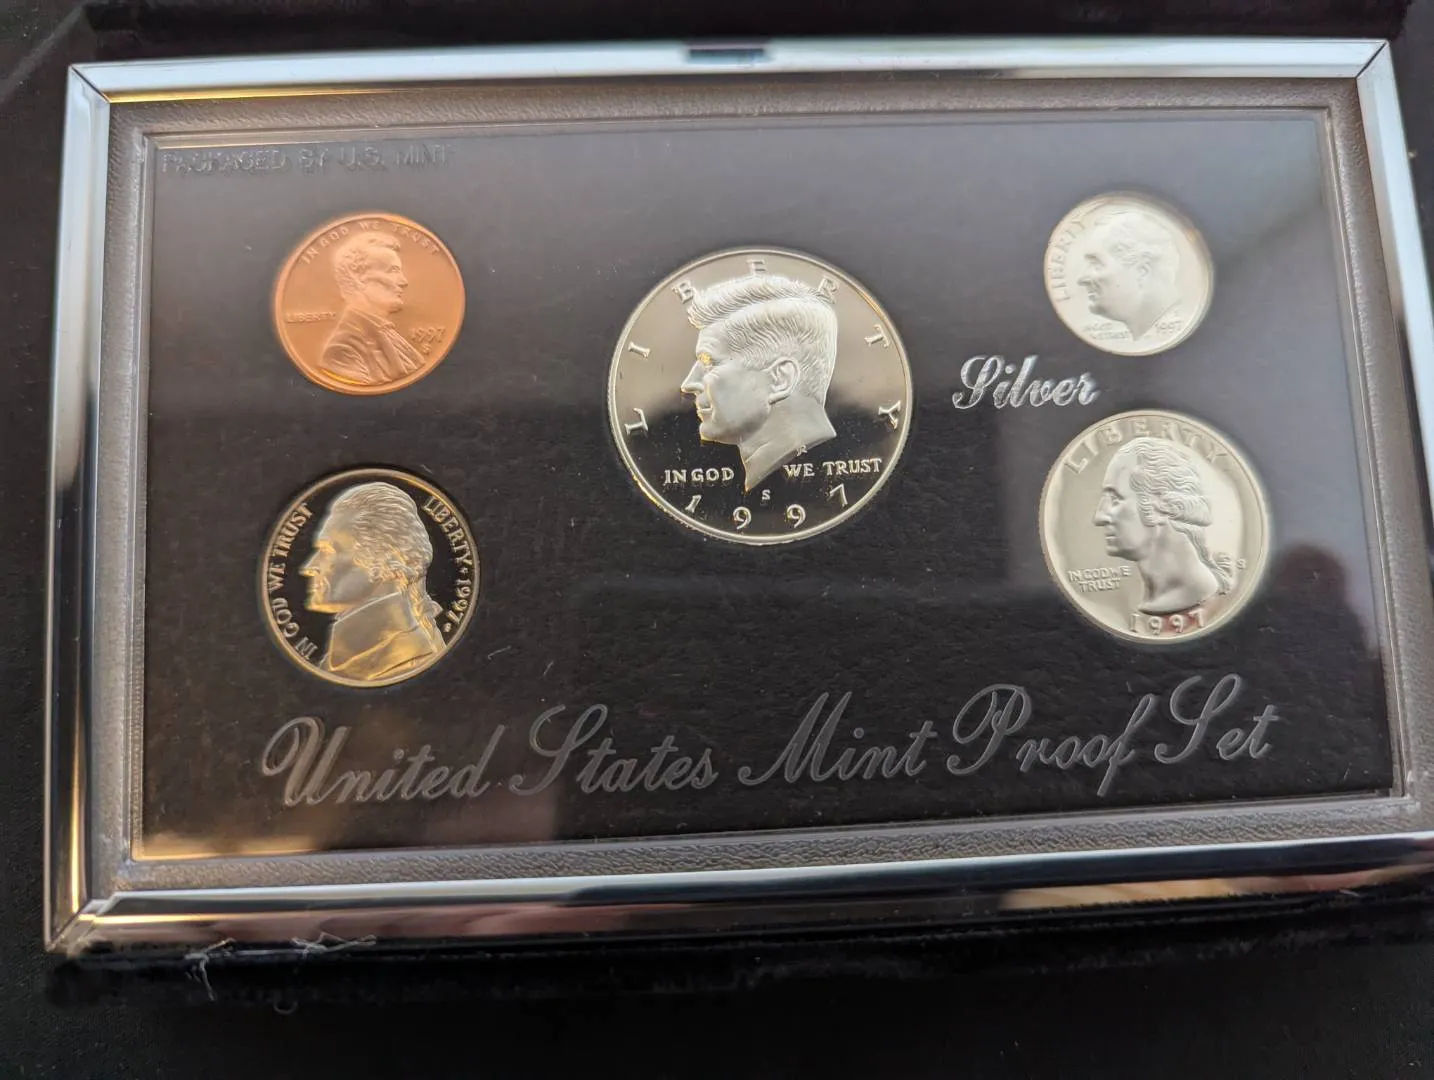 PACKAGED BY U.S. MINT
IN GOD WE TRUST
LIBERTY
1997
S
LIBERTY
IN GOD WE TRUST
S
1997
LIBERTY
IN GOD
WE TRUST
1997
S
Silver
IN GOD WE TRUST
LIBERTY · 1997
LIBERTY
IN GOD WE
TRUST
S
1997
United States Mint Proof Set